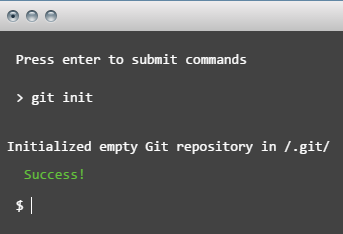 Press enter to submit commands
> git init
Initialized empty Git repository in /.git/
Success!
$